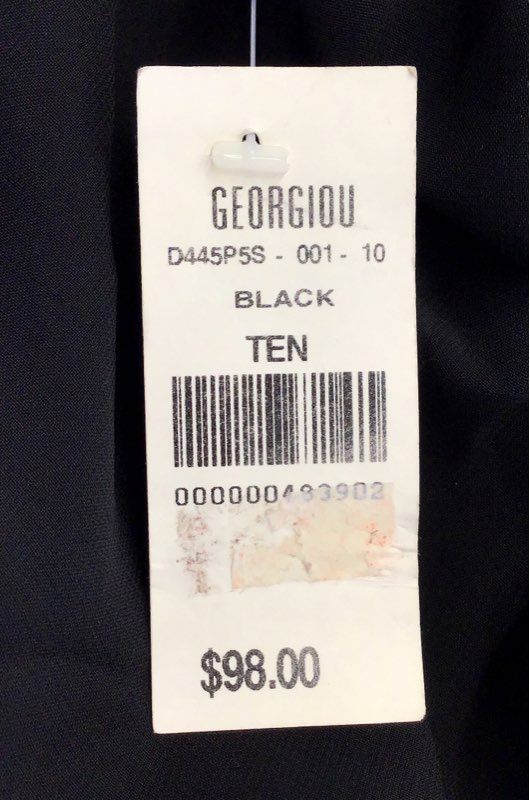 GEORGIOU
D445P5S - 001 - 10
BLACK
TEN
000000483902
$98.00